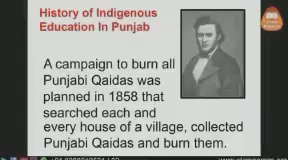 History of Indigenous
Education In Punjab
A campaign to burn all
Punjabi Qaidas was
planned in 1858 that
searched each and
every house of a village, collected
Punjabi Qaidas and burn them.